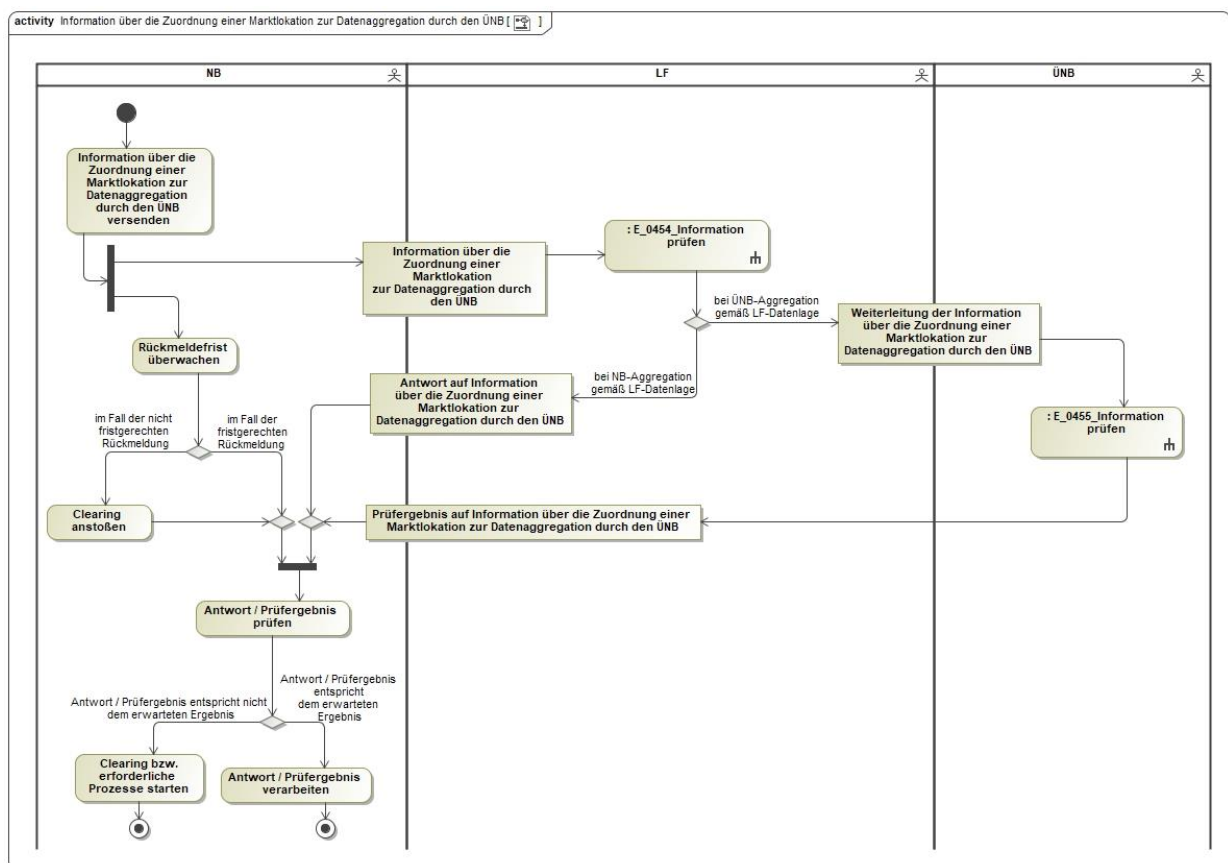 activity Information über die Zuordnung einer Marktlokation zur Datenaggregation durch den ÜNB [ ]
NB
LF
ÜNB
Information über die
Zuordnung einer
Marktlokation zur
Datenaggregation
durch den ÜNB
versenden
Information über die
Zuordnung einer
Marktlokation
zur Datenaggregation durch
den ÜNB
: E_0454_Information
prüfen
bei ÜNB-Aggregation
gemäß LF-Datenlage
Weiterleitung der Information
über die Zuordnung einer
Marktlokation zur
Datenaggregation durch den ÜNB
Rückmeldefrist
überwachen
bei NB-Aggregation
gemäß LF-Datenlage
Antwort auf Information
über die Zuordnung einer
Marktlokation zur
Datenaggregation durch den ÜNB
: E_0455_Information
prüfen
im Fall der nicht
fristgerechten
Rückmeldung
im Fall der
fristgerechten
Rückmeldung
Clearing
anstoßen
Prüfergebnis auf Information über die Zuordnung einer
Marktlokation zur Datenaggregation durch den ÜNB
Antwort / Prüfergebnis
prüfen
Antwort / Prüfergebnis entspricht nicht
dem erwarteten Ergebnis
Antwort / Prüfergebnis
entspricht
dem erwarteten
Ergebnis
Clearing bzw.
erforderliche
Prozesse starten
Antwort / Prüfergebnis
verarbeiten